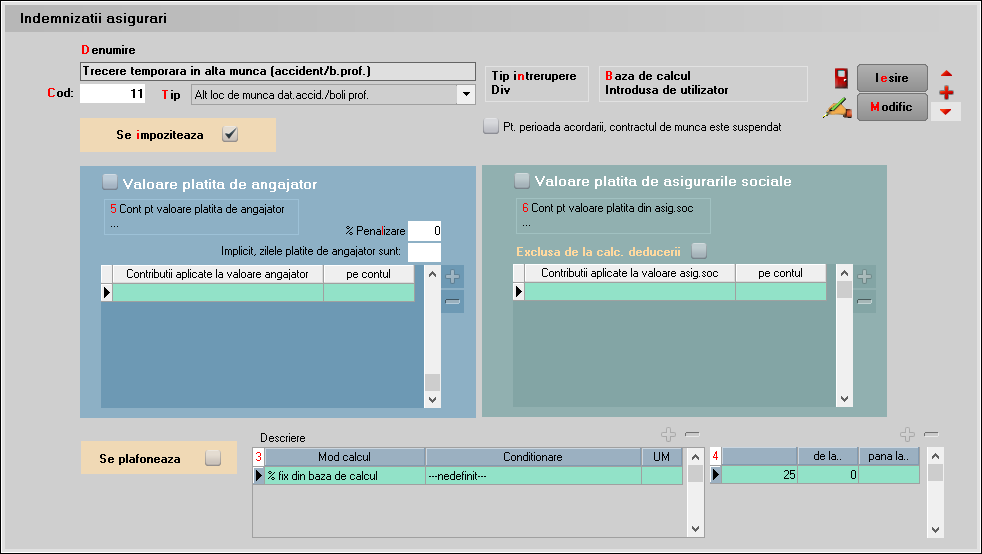 Indemnizatii asigurari
Denumire
Trecere temporara in alta munca (accident/b.prof.)
Cod: 11 Tip Alt loc de munca dat.accid./boli prof.
Tip intrerupere
Div
Baza de calcul
Introdusa de utilizator
Iesire
Modific
Se impoziteaza
Pt. perioada acordarii, contractul de munca este suspendat
Valoare platita de angajator
5 Cont pt valoare platita de angajator
...
% Penalizare 0
Implicit, zilele platite de angajator sunt:
Contributii aplicate la valoare angajator pe contul
Valoare platita de asigurarile sociale
6 Cont pt valoare platita din asig.soc
...
Exclusa de la calc. deducerii
Contributii aplicate la valoare asig.soc pe contul
Se plafoneaza
Descriere
3 Mod calcul Conditionare UM
% fix din baza de calcul ---nedefinit---
4 de la.. pana la..
25 0